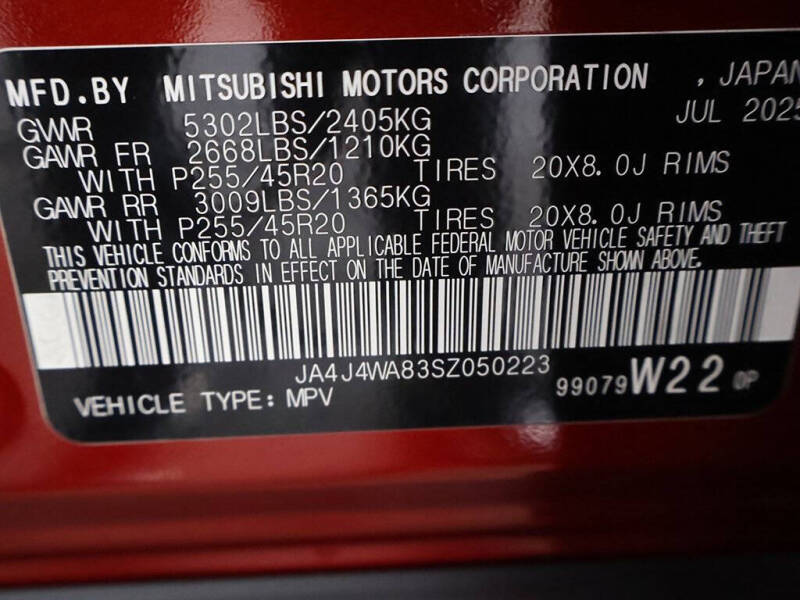 MFD.BY MITSUBISHI MOTORS CORPORATION , JAPAN
JUL 2025
GVWR 5302LBS/2405KG
GAWR FR 2668LBS/1210KG
WITH P255/45R20 TIRES 20X8.0J RIMS
GAWR RR 3009LBS/1365KG
WITH P255/45R20 TIRES 20X8.0J RIMS
THIS VEHICLE CONFORMS TO ALL APPLICABLE FEDERAL MOTOR VEHICLE SAFETY AND THEFT
PREVENTION STANDARDS IN EFFECT ON THE DATE OF MANUFACTURE SHOWN ABOVE.
JA4J4WA83SZ050223
VEHICLE TYPE: MPV 99079 W22 0P